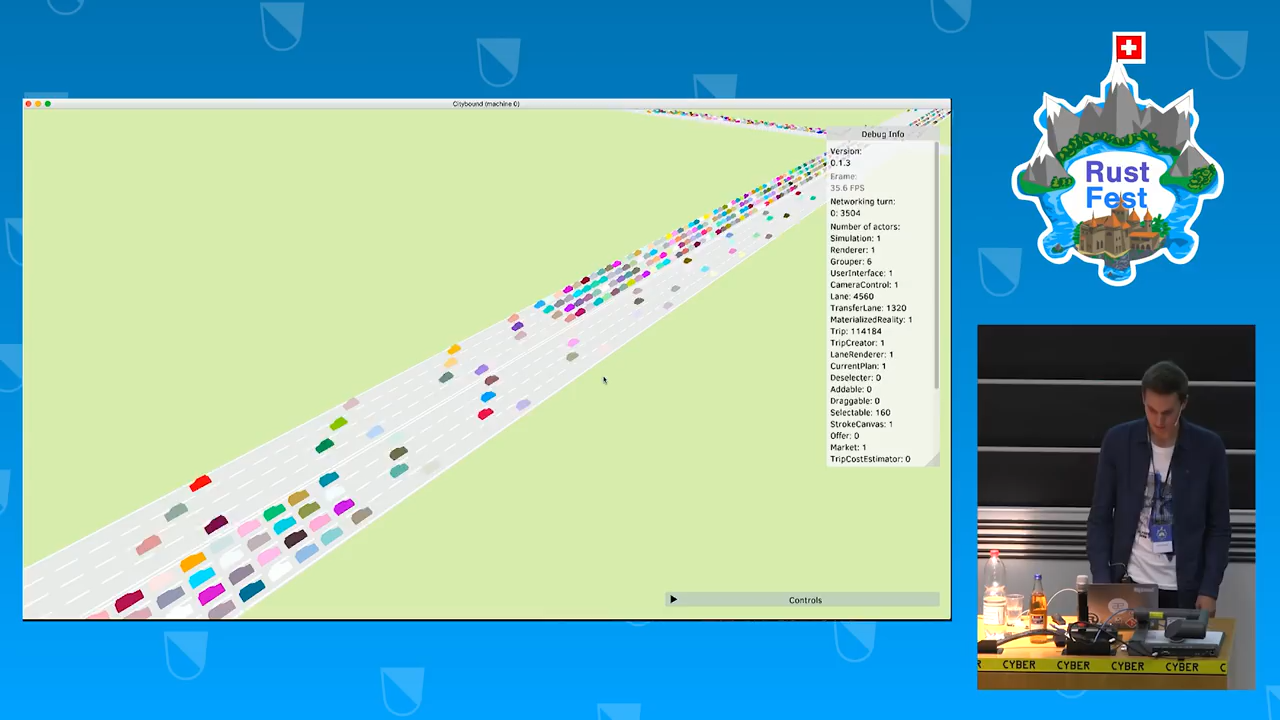 Citybound (machine 0)
Debug Info
Version:
0.1.3
Frame:
35.6 FPS
Networking turn:
0: 3504
Number of actors:
Simulation: 1
Renderer: 1
Grouper: 6
UserInterface: 1
CameraControl: 1
Lane: 4560
TransferLane: 1320
MaterializedReality: 1
Trip: 114184
TripCreator: 1
LaneRenderer: 1
CurrentPlan: 1
Deselecter: 0
Addable: 0
Draggable: 0
Selectable: 160
StrokeCanvas: 1
Offer: 0
Market: 1
TripCostEstimator: 0
Controls
Rust
Fest
R CYBER CYBER CYBER CYBER C